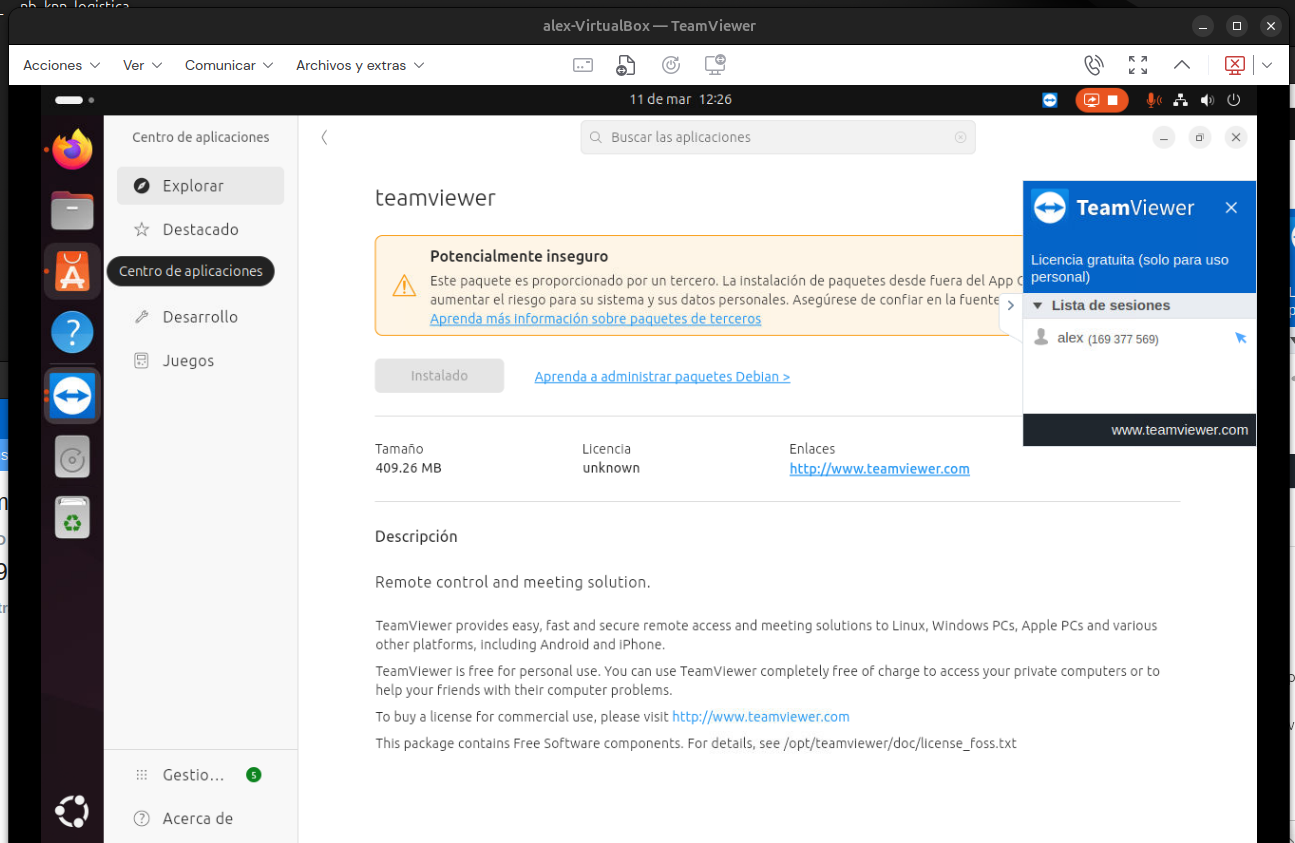 nb_knn_logistica
alex-VirtualBox — TeamViewer
Acciones
Ver
Comunicar
Archivos y extras
11 de mar 12:26
Centro de aplicaciones
Buscar las aplicaciones
Explorar
Destacado
Centro de aplicaciones
Desarrollo
Juegos
Gestio...
5
Acerca de
teamviewer
Potencialmente inseguro
Este paquete es proporcionado por un tercero. La instalación de paquetes desde fuera del App C
aumentar el riesgo para su sistema y sus datos personales. Asegúrese de confiar en la fuente
Aprenda más información sobre paquetes de terceros
Instalado
Aprenda a administrar paquetes Debian >
Tamaño
409.26 MB
Licencia
unknown
Enlaces
http://www.teamviewer.com
Descripción
Remote control and meeting solution.
TeamViewer provides easy, fast and secure remote access and meeting solutions to Linux, Windows PCs, Apple PCs and various
other platforms, including Android and iPhone.
TeamViewer is free for personal use. You can use TeamViewer completely free of charge to access your private computers or to
help your friends with their computer problems.
To buy a license for commercial use, please visit http://www.teamviewer.com
This package contains Free Software components. For details, see /opt/teamviewer/doc/license_foss.txt
TeamViewer
Licencia gratuita (solo para uso
personal)
Lista de sesiones
alex (169 377 569)
www.teamviewer.com